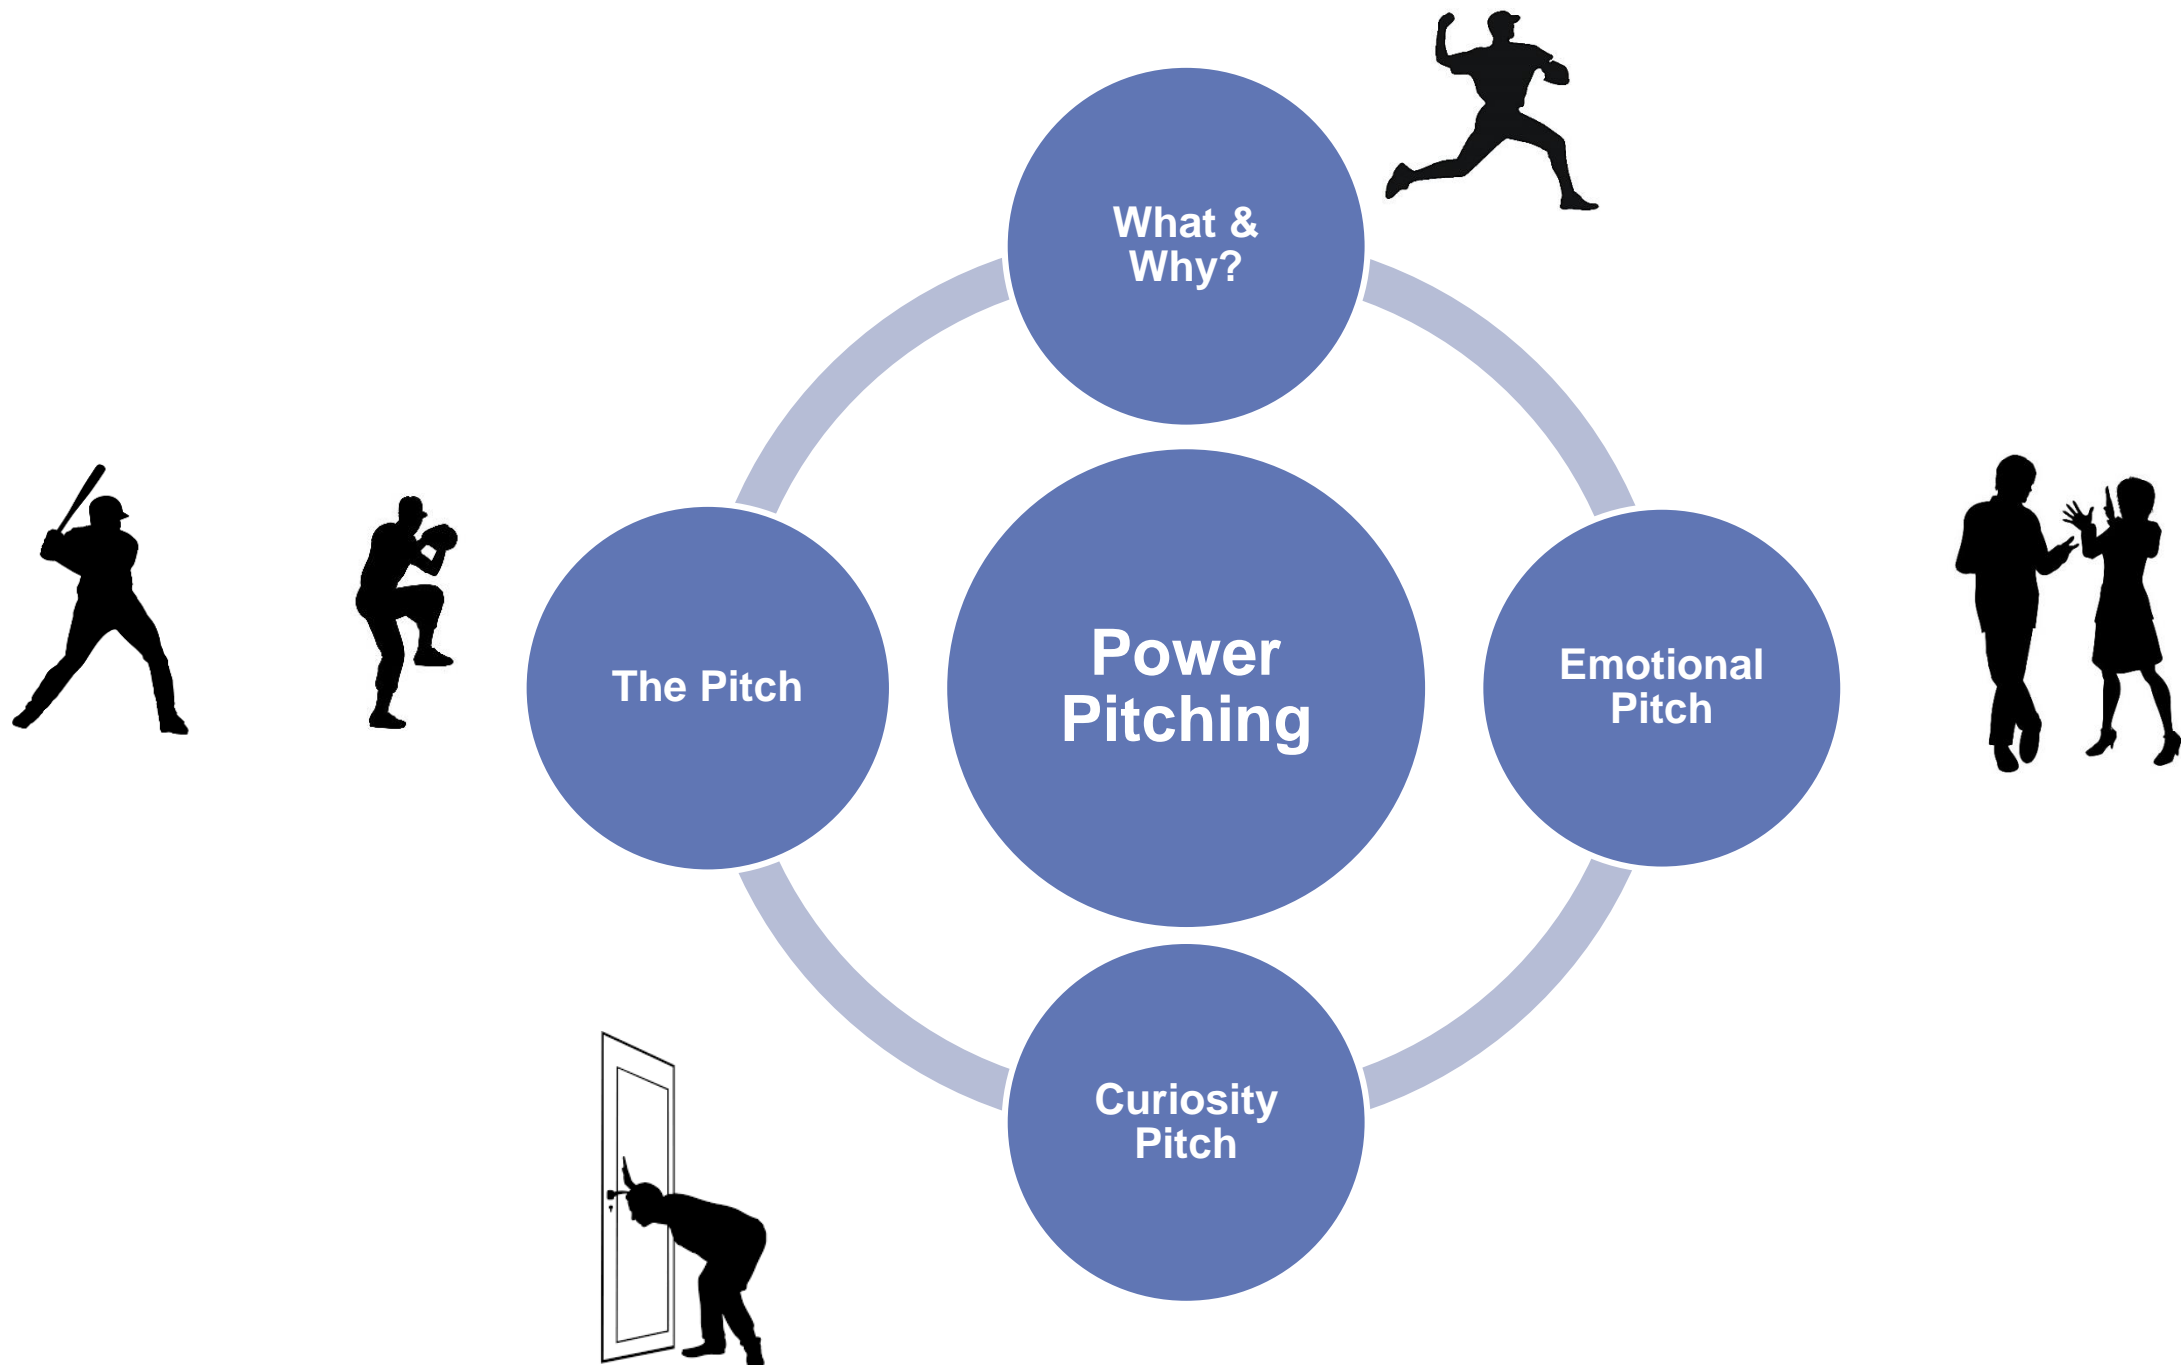 What &
Why?
Power
Pitching
The Pitch
Emotional
Pitch
Curiosity
Pitch